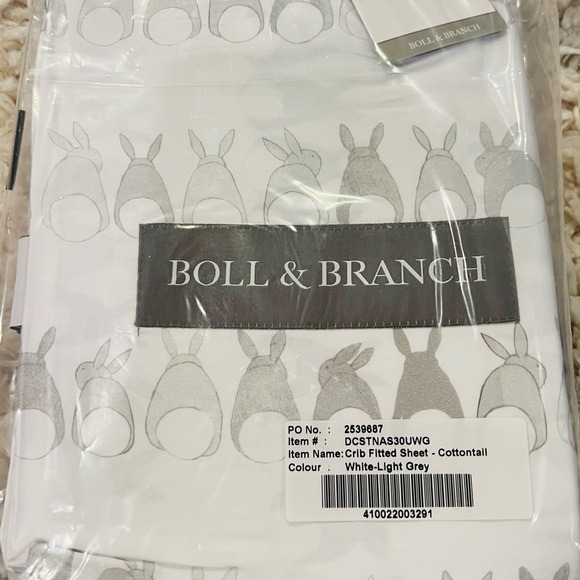 BOLL & BRANCH
BOLL & BRANCH
PO No. : 2539687
Item # : DCSTNAS30UWG
Item Name: Crib Fitted Sheet - Cottontail
Colour : White-Light Grey
410022003291